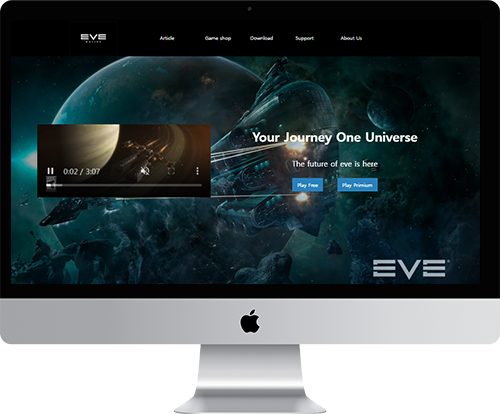 EVE
Article Game shop Download Support About Us
Your Journey One Universe
The future of eve is here
0:02 / 3:07
Play Free Play Primium
EVE